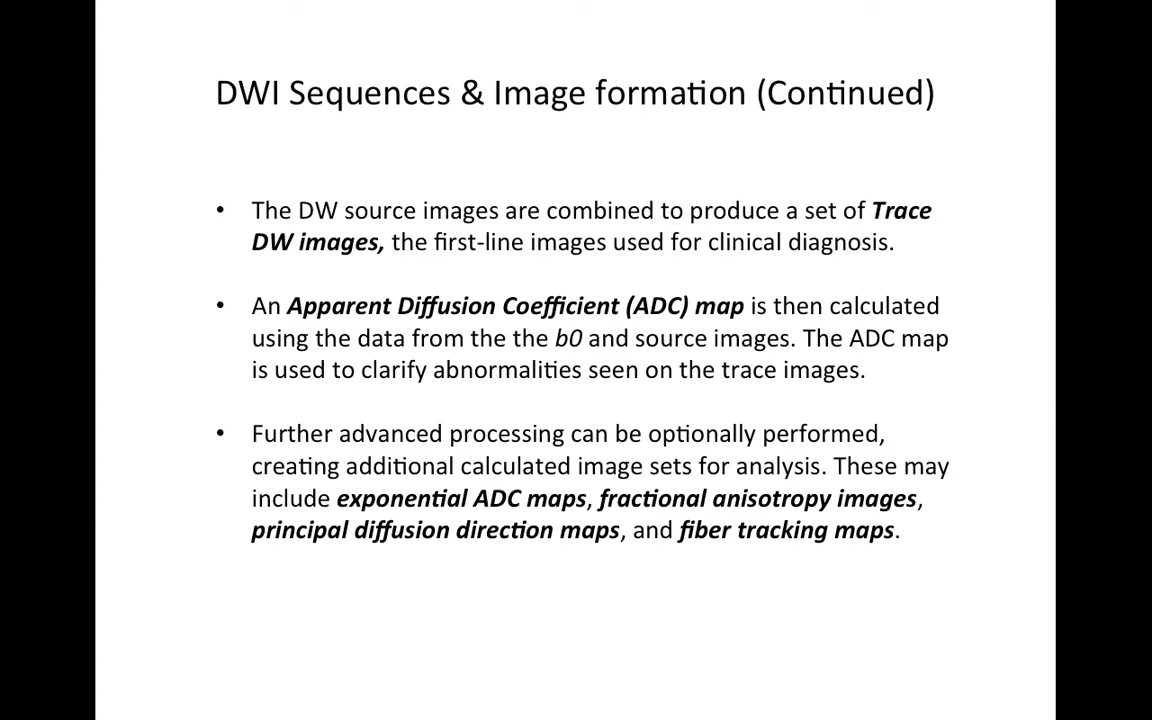 DWI Sequences & Image formation (Continued)
• The DW source images are combined to produce a set of Trace
DW images, the first-line images used for clinical diagnosis.
• An Apparent Diffusion Coefficient (ADC) map is then calculated
using the data from the the b0 and source images. The ADC map
is used to clarify abnormalities seen on the trace images.
• Further advanced processing can be optionally performed,
creating additional calculated image sets for analysis. These may
include exponential ADC maps, fractional anisotropy images,
principal diffusion direction maps, and fiber tracking maps.